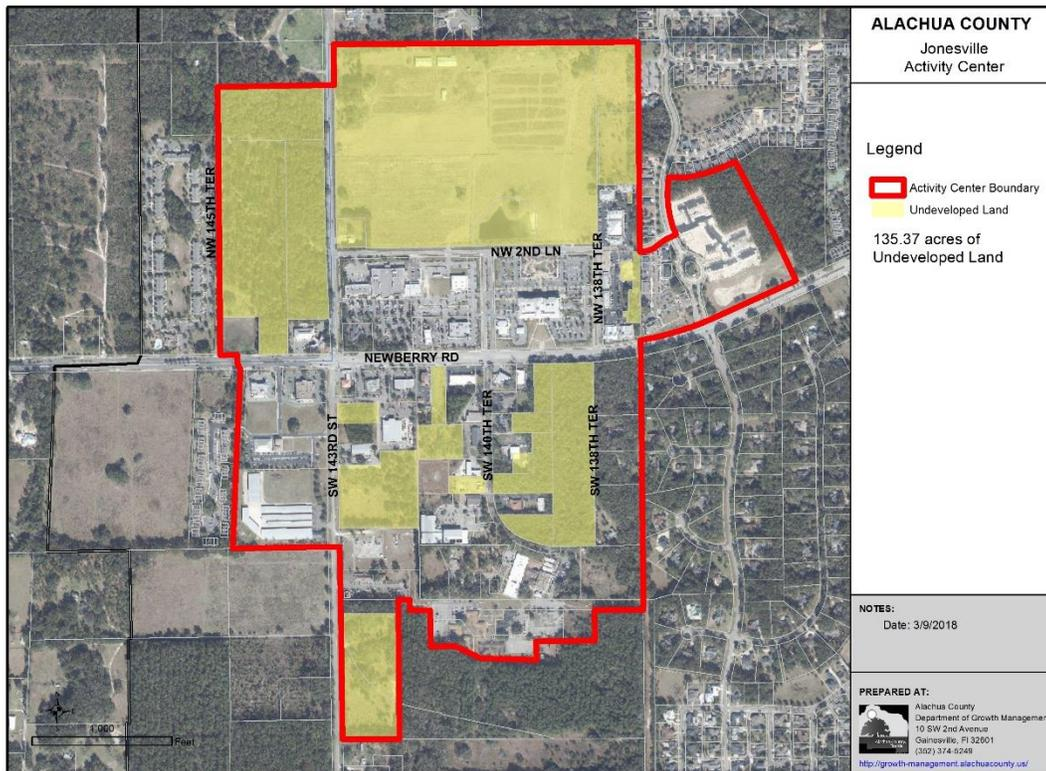 ALACHUA COUNTY
Jonesville
Activity Center
Legend
Activity Center Boundary
Undeveloped Land
135.37 acres of
Undeveloped Land
NW 145TH TER
NW 2ND LN
NW 138TH TER
NEWBERRY RD
SW 143RD ST
SW 140TH TER
SW 138TH TER
1,000
Feet
NOTES:
Date: 3/9/2018
PREPARED AT:
Alachua County
Department of Growth Managemen
10 SW 2nd Avenue
Gainesville, Fl 32601
(352) 374-5249
http://growth-management.alachuacounty.us/